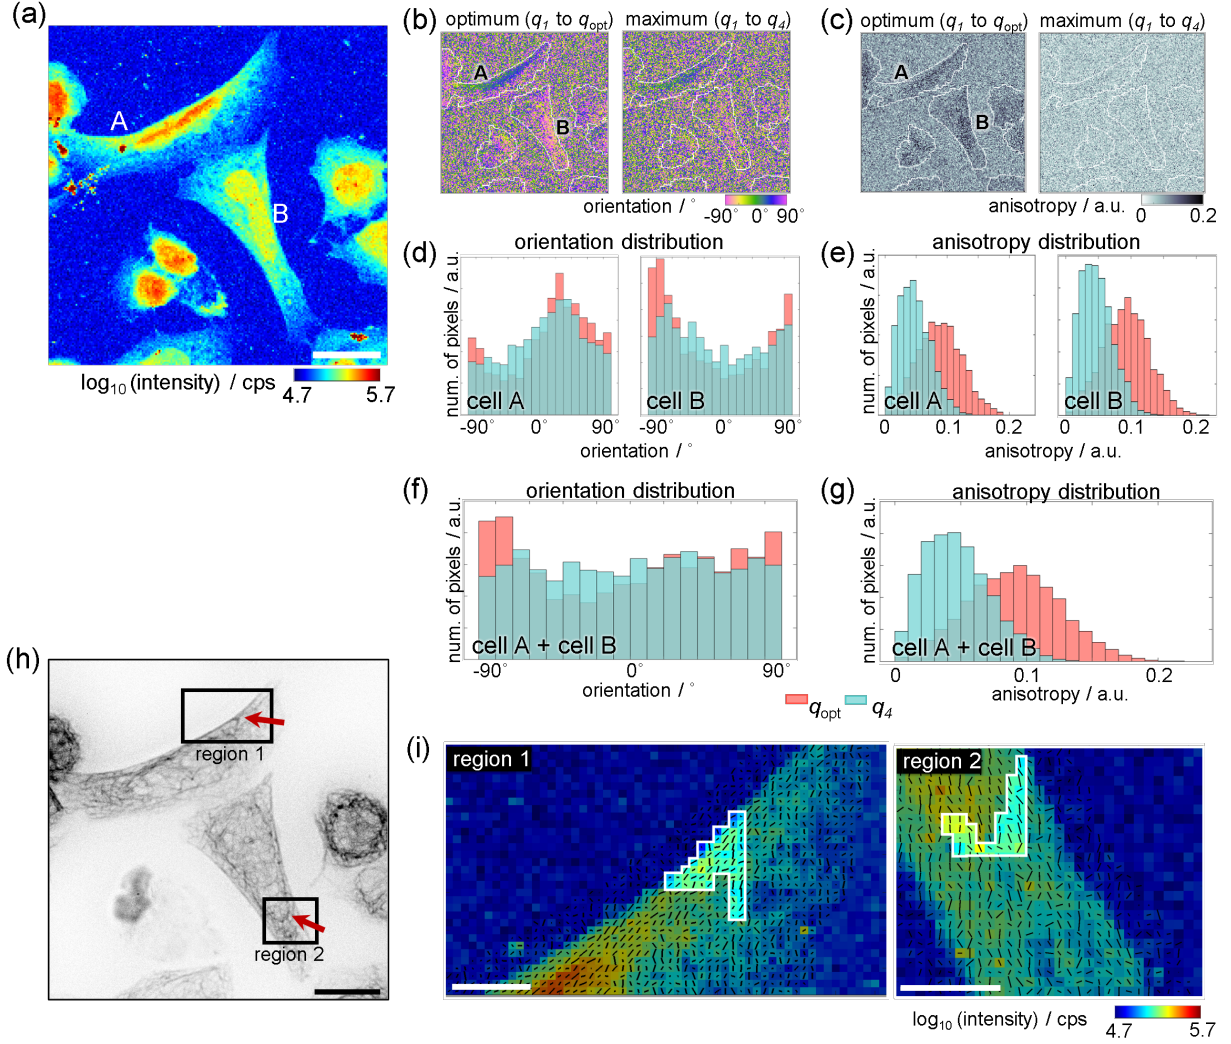 (a)
A
B
log10 (intensity) / cps
4.7 5.7
(b)
optimum (q1 to qopt) maximum (q1 to q4)
A
B
orientation / °
-90° 0° 90°
(c)
optimum (q1 to qopt) maximum (q1 to q4)
A
B
anisotropy / a.u.
0 0.2
(d)
orientation distribution
num. of pixels / a.u.
cell A
cell B
-90° 0° 90°
-90° 0 90°
orientation / °
(e)
anisotropy distribution
num. of pixels / a.u.
cell A
cell B
0 0.1 0.2
0 0.1 0.2
anisotropy / a.u.
(f)
orientation distribution
num. of pixels / a.u.
cell A + cell B
-90° 0° 90°
orientation / °
(g)
anisotropy distribution
num. of pixels / a.u.
cell A + cell B
0 0.1 0.2
anisotropy / a.u.
qopt q4
(h)
region 1
region 2
(i)
region 1
region 2
log10 (intensity) / cps
4.7 5.7